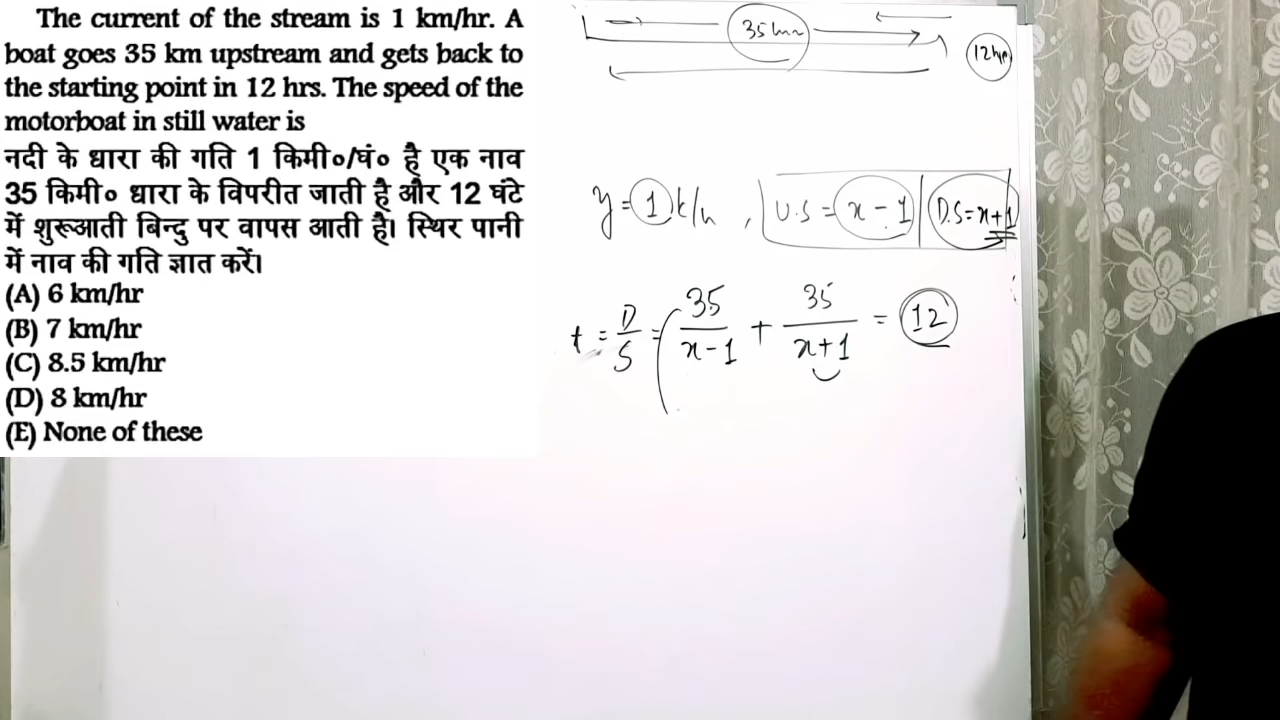 The current of the stream is 1 km/hr. A
boat goes 35 km upstream and gets back to
the starting point in 12 hrs. The speed of the
motorboat in still water is
नदी के धारा की गति 1 किमी०/घं० है एक नाव
35 किमी० धारा के विपरीत जाती है और 12 घंटे
में शुरूआती बिन्दु पर वापस आती है। स्थिर पानी
में नाव की गति ज्ञात करें।
(A) 6 km/hr
(B) 7 km/hr
(C) 8.5 km/hr
(D) 8 km/hr
(E) None of these
35 km
12 hr
y = 1 k/h , U.S = x - 1 D.S = x+1
t = D/S = ( 35/x-1 + 35/x+1 = 12